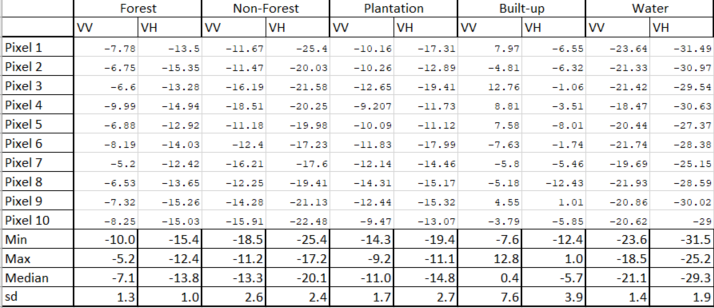 Forest Non-Forest Plantation Built-up Water
VV VH VV VH VV VH VV VH VV VH
Pixel 1 -7.78 -13.5 -11.67 -25.4 -10.16 -17.31 7.97 -6.55 -23.64 -31.49
Pixel 2 -6.75 -15.35 -11.47 -20.03 -10.26 -12.89 -4.81 -6.32 -21.33 -30.97
Pixel 3 -6.6 -13.28 -16.19 -21.58 -12.65 -19.41 12.76 -1.06 -21.42 -29.54
Pixel 4 -9.99 -14.94 -18.51 -20.25 -9.207 -11.73 8.81 -3.51 -18.47 -30.63
Pixel 5 -6.88 -12.92 -11.18 -19.98 -10.09 -11.12 7.58 -8.01 -20.44 -27.37
Pixel 6 -8.19 -14.03 -12.4 -17.23 -11.83 -17.99 -7.63 -1.74 -21.74 -28.38
Pixel 7 -5.2 -12.42 -16.21 -17.6 -12.14 -14.46 -5.8 -5.46 -19.69 -25.15
Pixel 8 -6.53 -13.65 -12.25 -19.41 -14.31 -15.17 -5.18 -12.43 -21.93 -28.59
Pixel 9 -7.32 -15.26 -14.28 -21.13 -12.44 -15.32 4.55 1.01 -20.86 -30.02
Pixel 10 -8.25 -15.03 -15.91 -22.48 -9.47 -13.07 -3.79 -5.85 -20.62 -29
Min -10.0 -15.4 -18.5 -25.4 -14.3 -19.4 -7.6 -12.4 -23.6 -31.5
Max -5.2 -12.4 -11.2 -17.2 -9.2 -11.1 12.8 1.0 -18.5 -25.2
Median -7.1 -13.8 -13.3 -20.1 -11.0 -14.8 0.4 -5.7 -21.1 -29.3
sd 1.3 1.0 2.6 2.4 1.7 2.7 7.6 3.9 1.4 1.9